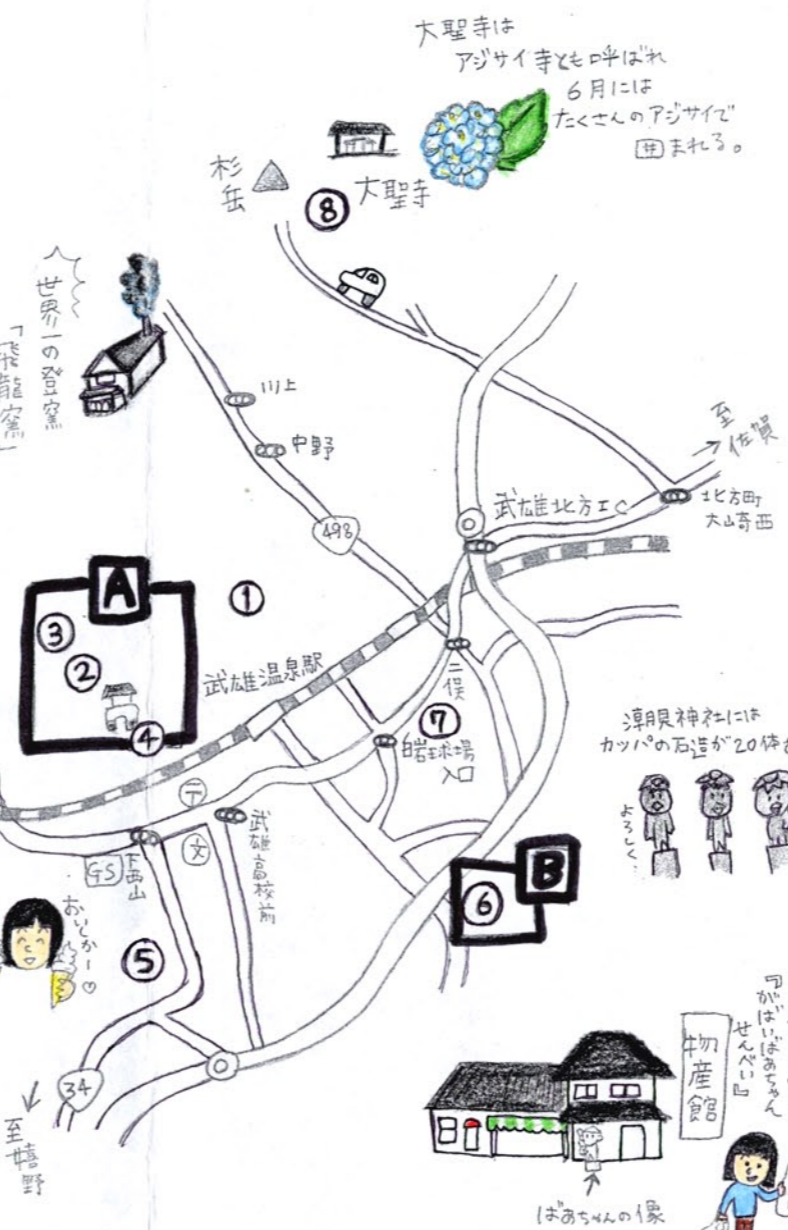 大聖寺は
アジサイ寺とも呼ばれ
6月には
たくさんのアジサイで
囲まれる。
杉岳
大聖寺
⑧
世界一の登窯
「飛龍窯」
川上
中野
498
至佐賀
武雄北方IC
北方町
大崎西
A
①
③
②
④
武雄温泉駅
二俣
⑦
白岩球場
入口
潮見神社には
カッパの石造が20体
よろしく.
〒
文
武雄高校前
GS
下西山
おいしかー♡
⑤
B
⑥
34
至嬉野
『がばいばあちゃん
せんべい』
物産館
ばあちゃんの像